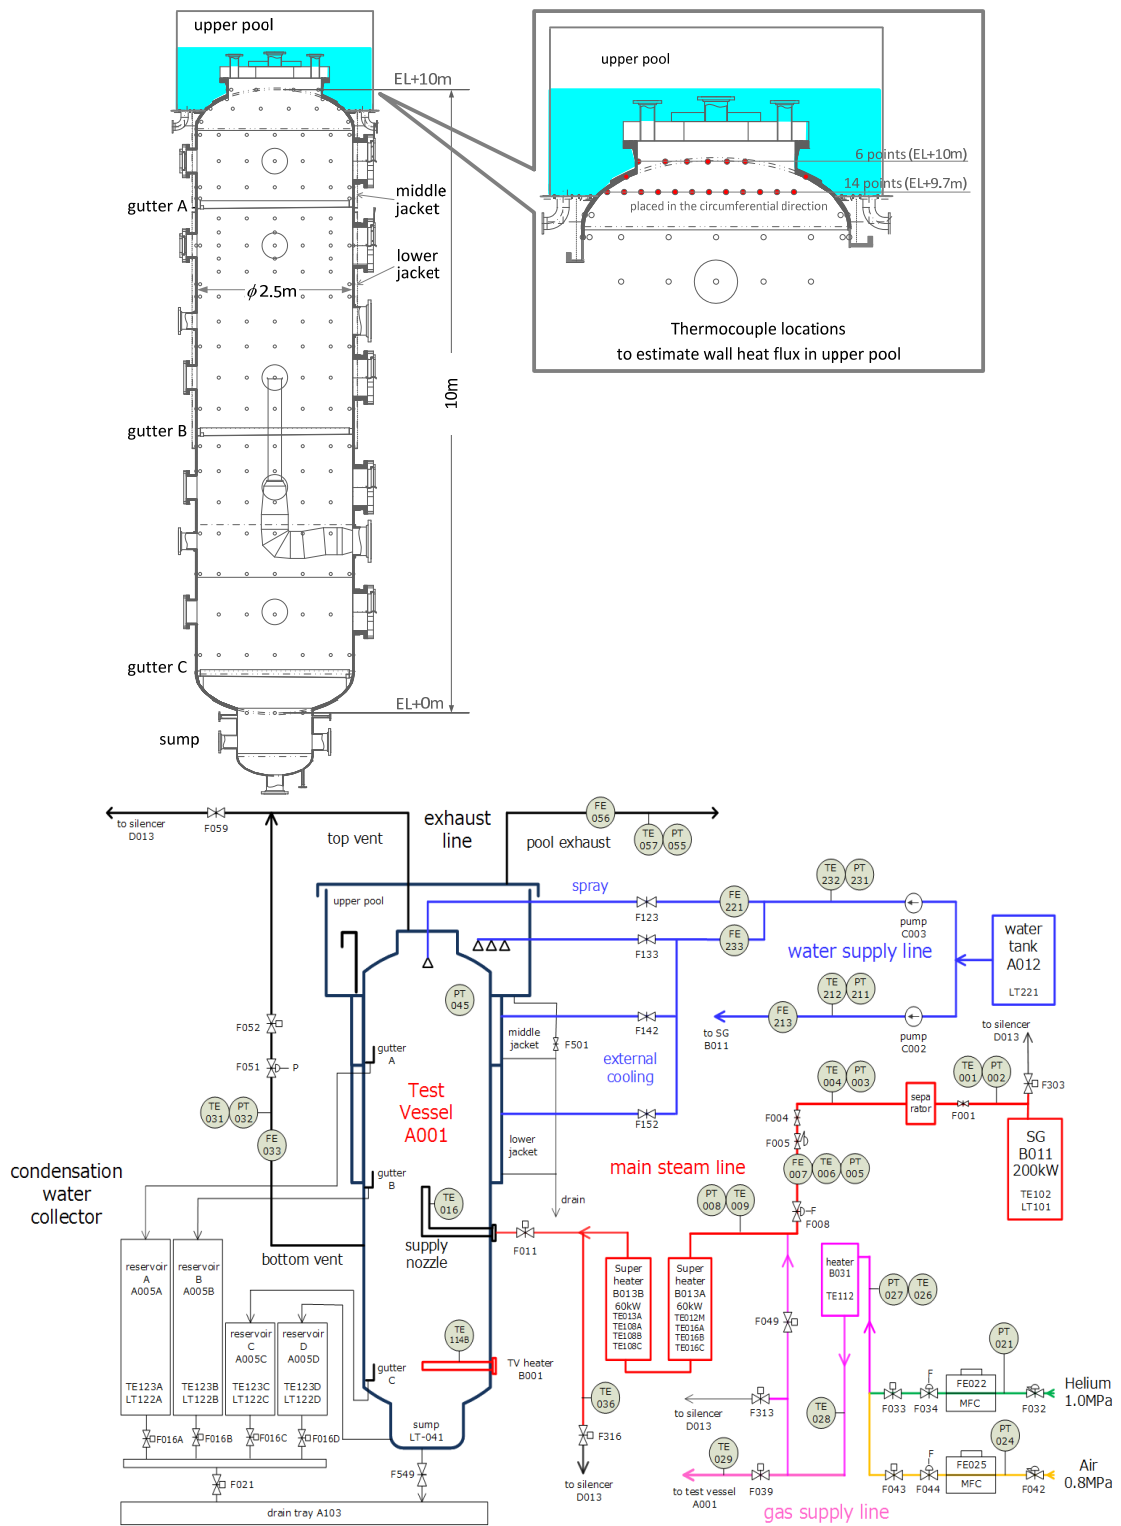 upper pool
EL+10m
middle
jacket
gutter A
lower
jacket
ϕ2.5m
10m
gutter B
gutter C
EL+0m
sump
upper pool
6 points(EL+10m)
14 points(EL+9.7m)
placed in the circumferential direction
Thermocouple locations
to estimate wall heat flux in upper pool
to silencer
D013
F059
top vent
exhaust
line
FE
056
pool exhaust
TE
057
PT
055
upper pool
spray
F123
FE
221
TE
232
PT
231
pump
C003
F133
FE
233
water supply line
water
tank
A012
LT221
TE
212
PT
211
FE
213
to SG
B011
pump
C002
F142
external
cooling
F152
PT
045
middle
jacket
F501
lower
jacket
drain
F052
F051
P
TE
031
PT
032
FE
033
gutter
A
Test
Vessel
A001
gutter
B
TE
016
supply
nozzle
F011
bottom vent
condensation
water
collector
reservoir
A
A005A
TE123A
LT122A
reservoir
B
A005B
TE123B
LT122B
reservoir
C
A005C
TE123C
LT122C
reservoir
D
A005D
TE123D
LT122D
F016A
F016B
F016C
F016D
F021
drain tray A103
gutter
C
TE
114B
TV heater
B001
sump
LT-041
F549
to silencer
D013
F303
TE
001
PT
002
F001
sepa
rator
TE
004
PT
003
F004
F005
SG
B011
200kW
TE102
LT101
main steam line
FE
007
TE
006
PT
005
F
F008
PT
008
TE
009
Super
heater
B013B
60kW
TE013A
TE108A
TE108B
TE108C
Super
heater
B013A
60kW
TE012M
TE016A
TE016B
TE016C
TE
036
F316
to silencer
D013
heater
B031
TE112
PT
027
TE
026
F049
F313
to silencer
D013
TE
028
TE
029
F039
to test vessel
A001
gas supply line
PT
021
F
FE022
MFC
F033
F034
F032
Helium
1.0MPa
PT
024
F
FE025
MFC
F043
F044
F042
Air
0.8MPa